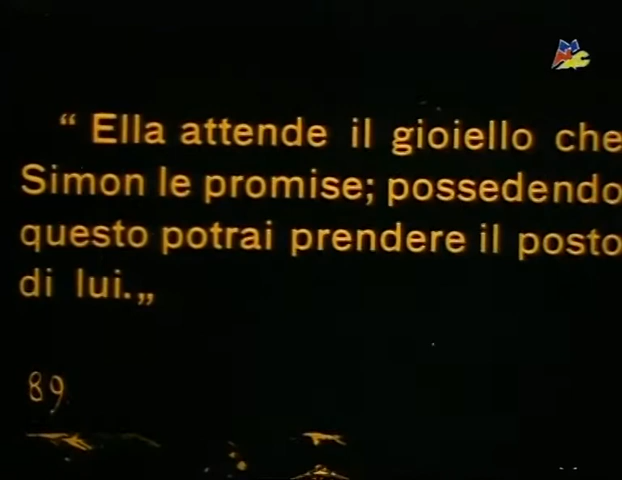 “ Ella attende il gioiello che
Simon le promise; possedendo
questo potrai prendere il posto
di lui.„
89